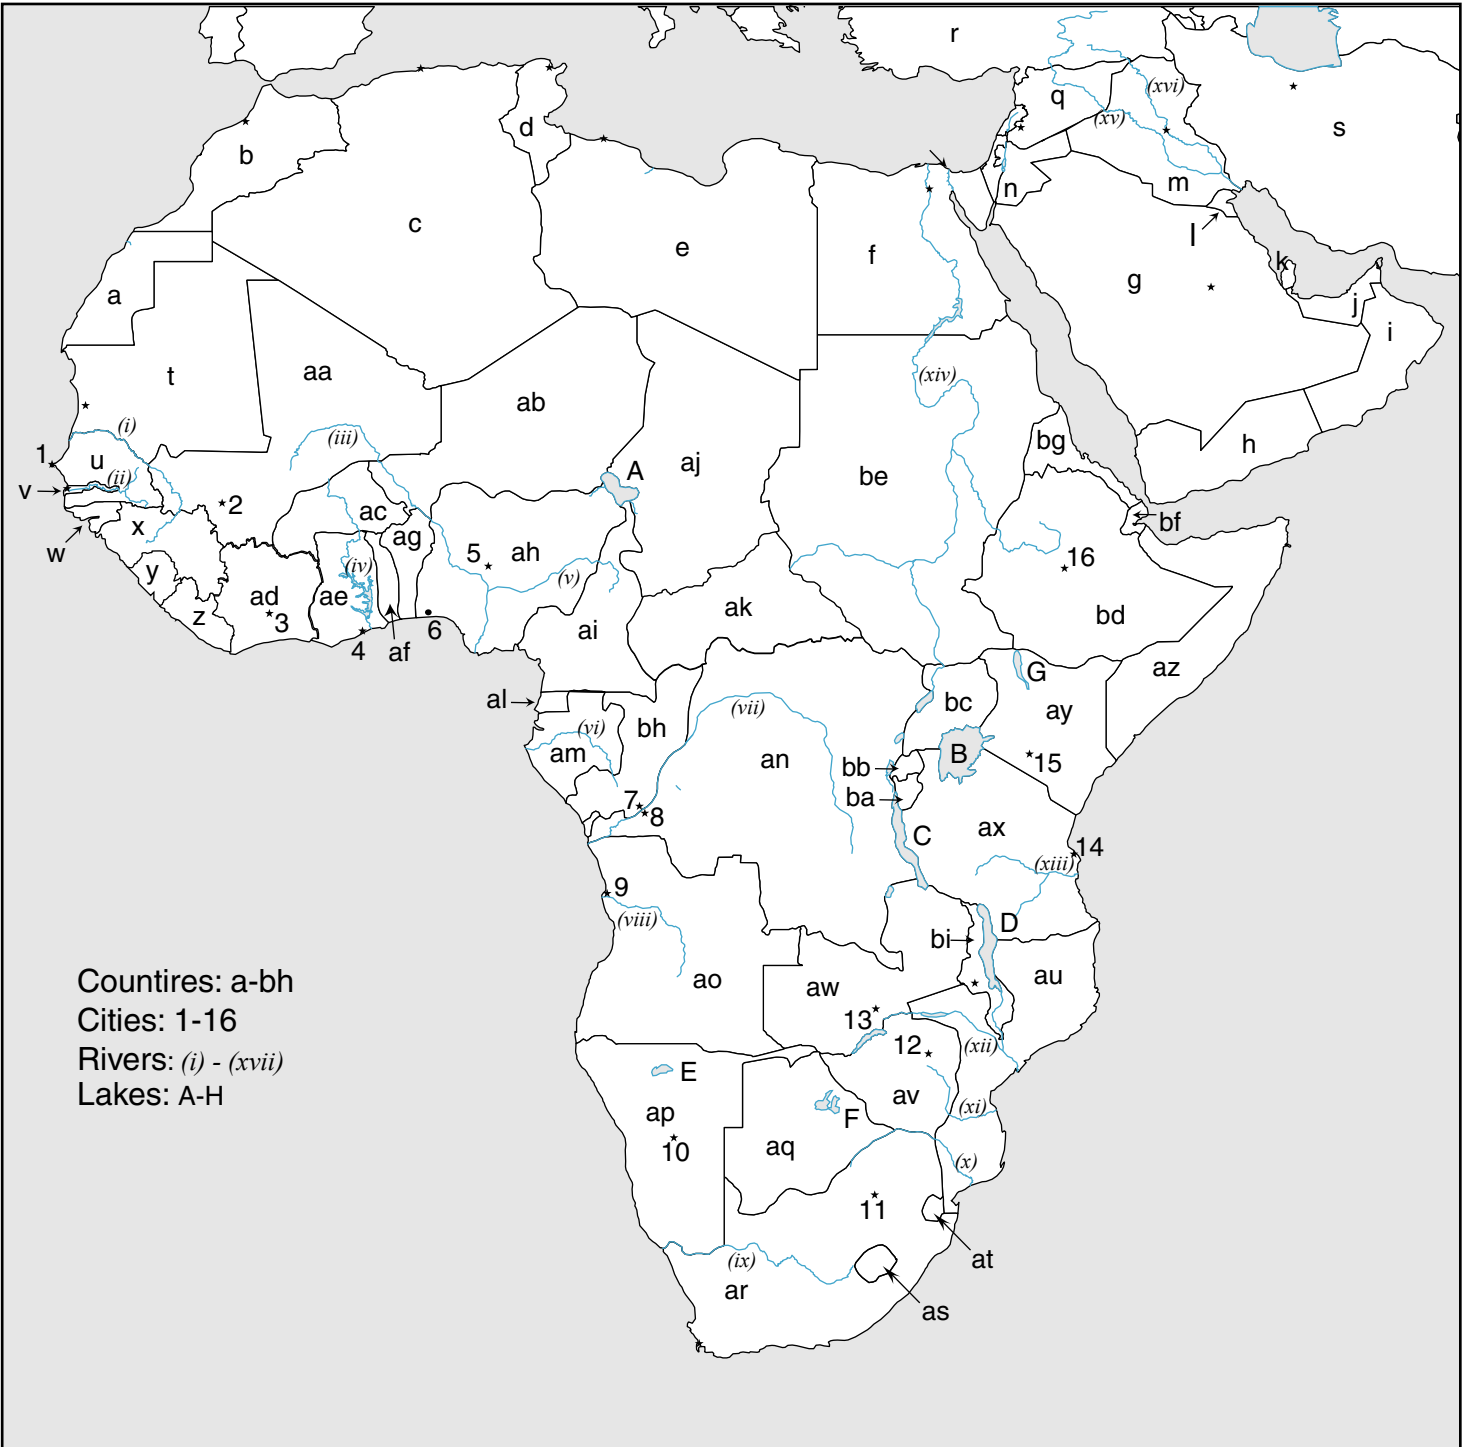 r
(xvi)
q
s
(xv)
d
b
n
m
l
c
e
f
g
k
j
a
i
t
aa
(xiv)
ab
(i)
(iii)
bg
h
1
u
(ii)
A
aj
be
v
2
ac
bf
x
w
ag
5
ah
16
y
(iv)
(v)
z
ad
3
ae
ak
bd
4
af
6
ai
az
al
G
(vi)
bh
(vii)
bc
ay
am
an
bb
B
15
ba
7
8
C
ax
14
(xiii)
9
(viii)
D
bi
Countires: a-bh
ao
aw
au
Cities: 1-16
13
Rivers: (i) - (xvii)
12
(xii)
E
Lakes: A-H
av
(xi)
ap
F
10
aq
(x)
11
(ix)
at
ar
as